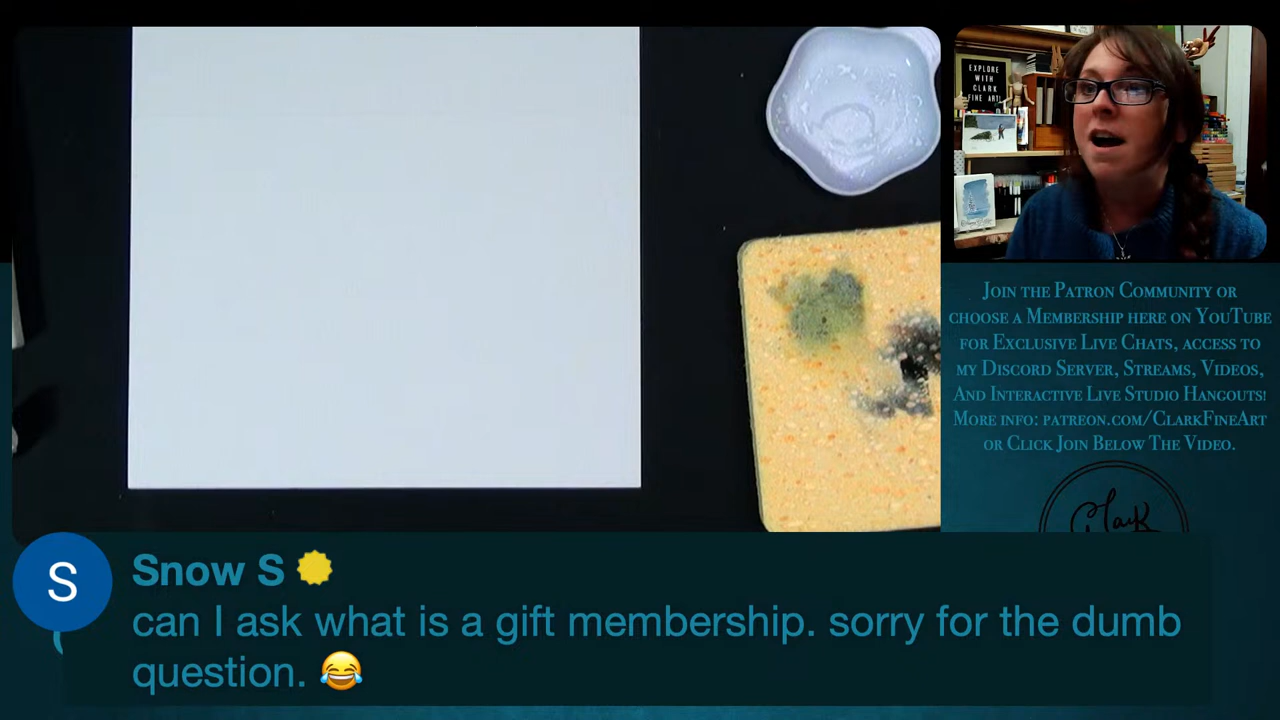 EXPLORE
WITH
CLARK
FINE ART!
Join the Patron Community or
choose a Membership here on YouTube
for Exclusive Live Chats, access to
my Discord Server, Streams, Videos,
And Interactive Live Studio Hangouts!
More info: patreon.com/ClarkFineArt
or Click Join Below The Video.
Clark
S
Snow S
can I ask what is a gift membership. sorry for the dumb
question. 😂